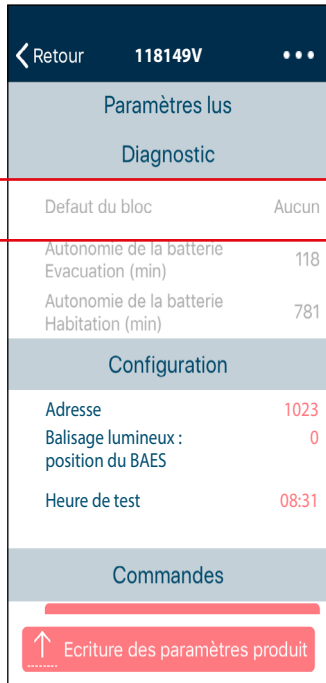 Retour 118149V
Paramètres lus
Diagnostic
Defaut du bloc Aucun
Autonomie de la batterie
Evacuation (min) 118
Autonomie de la batterie
Habitation (min) 781
Configuration
Adresse 1023
Balisage lumineux : 0
position du BAES
Heure de test 08:31
Commandes
Ecriture des paramètres produit